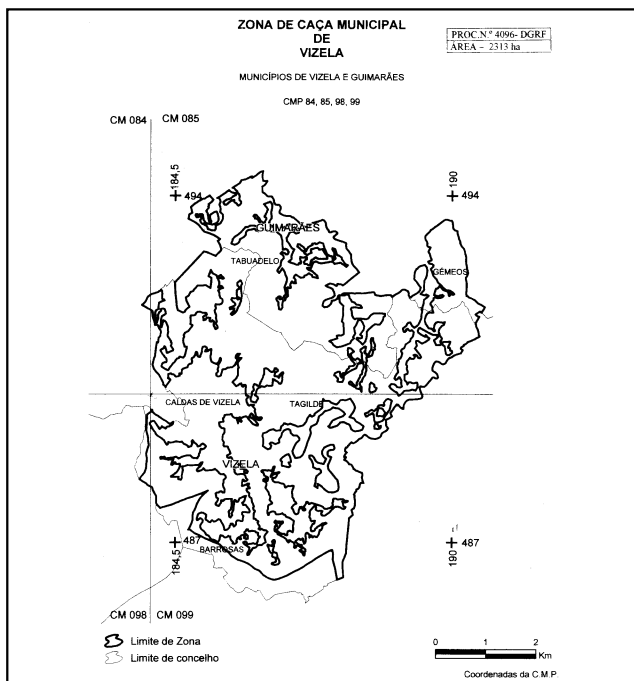 ZONA DE CAÇA MUNICIPAL
DE
VIZELA
PROC.N.º 4096- DGRF
ÁREA - 2313 ha
MUNICÍPIOS DE VIZELA E GUIMARÃES
CMP 84, 85, 98, 99
CM 084 CM 085
184,5
494
190
494
GUIMARÃES
TABUADELO
GÉMEOS
CALDAS DE VIZELA
TAGILDE
VIZELA
184,5
487
190
487
BARROSAS
CM 098 CM 099
Limite de Zona
Limite de concelho
0 1 2
Km
Coordenadas da C.M.P.